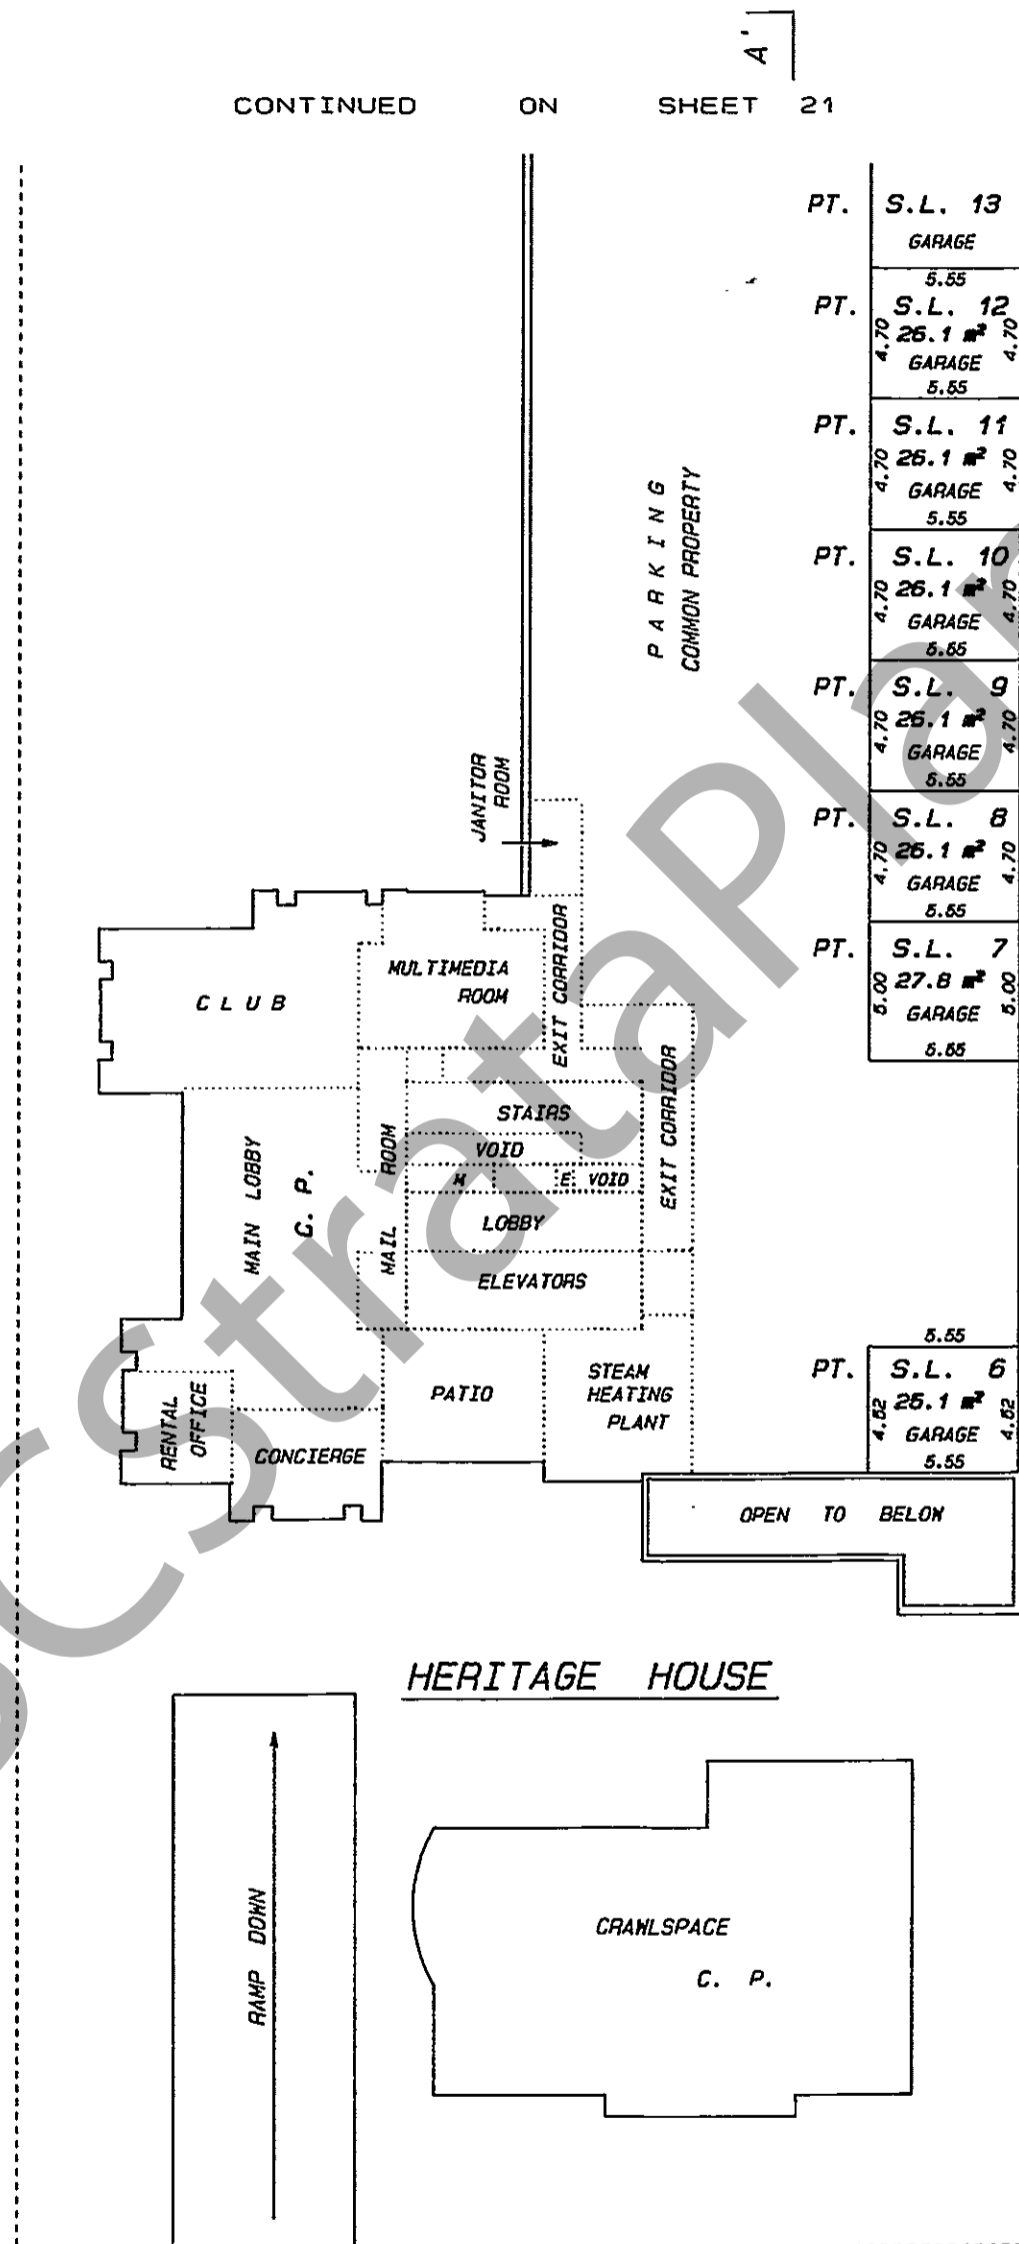 A'
CONTINUED ON SHEET 21
PT. S.L. 13
GARAGE
5.55
PT. S.L. 12
4.70 26.1 m² 4.70
GARAGE
5.55
PT. S.L. 11
4.70 26.1 m² 4.70
GARAGE
5.55
PARKING
COMMON PROPERTY
PT. S.L. 10
4.70 26.1 m² 4.70
GARAGE
5.55
PT. S.L. 9
4.70 26.1 m² 4.70
GARAGE
5.55
JANITOR
ROOM
PT. S.L. 8
4.70 26.1 m² 4.70
GARAGE
5.55
PT. S.L. 7
5.00 27.8 m² 5.00
GARAGE
5.55
CLUB
MULTIMEDIA
ROOM
EXIT CORRIDOR
EXIT CORRIDOR
STAIRS
VOID
M
E VOID
LOBBY
ELEVATORS
MAIL ROOM
MAIN LOBBY
C. P.
5.55
PT. S.L. 6
4.52 25.1 m² 4.52
GARAGE
5.55
RENTAL
OFFICE
CONCIERGE
PATIO
STEAM
HEATING
PLANT
OPEN TO BELOW
HERITAGE HOUSE
RAMP DOWN
CRAWLSPACE
C. P.
BCStrataPlan